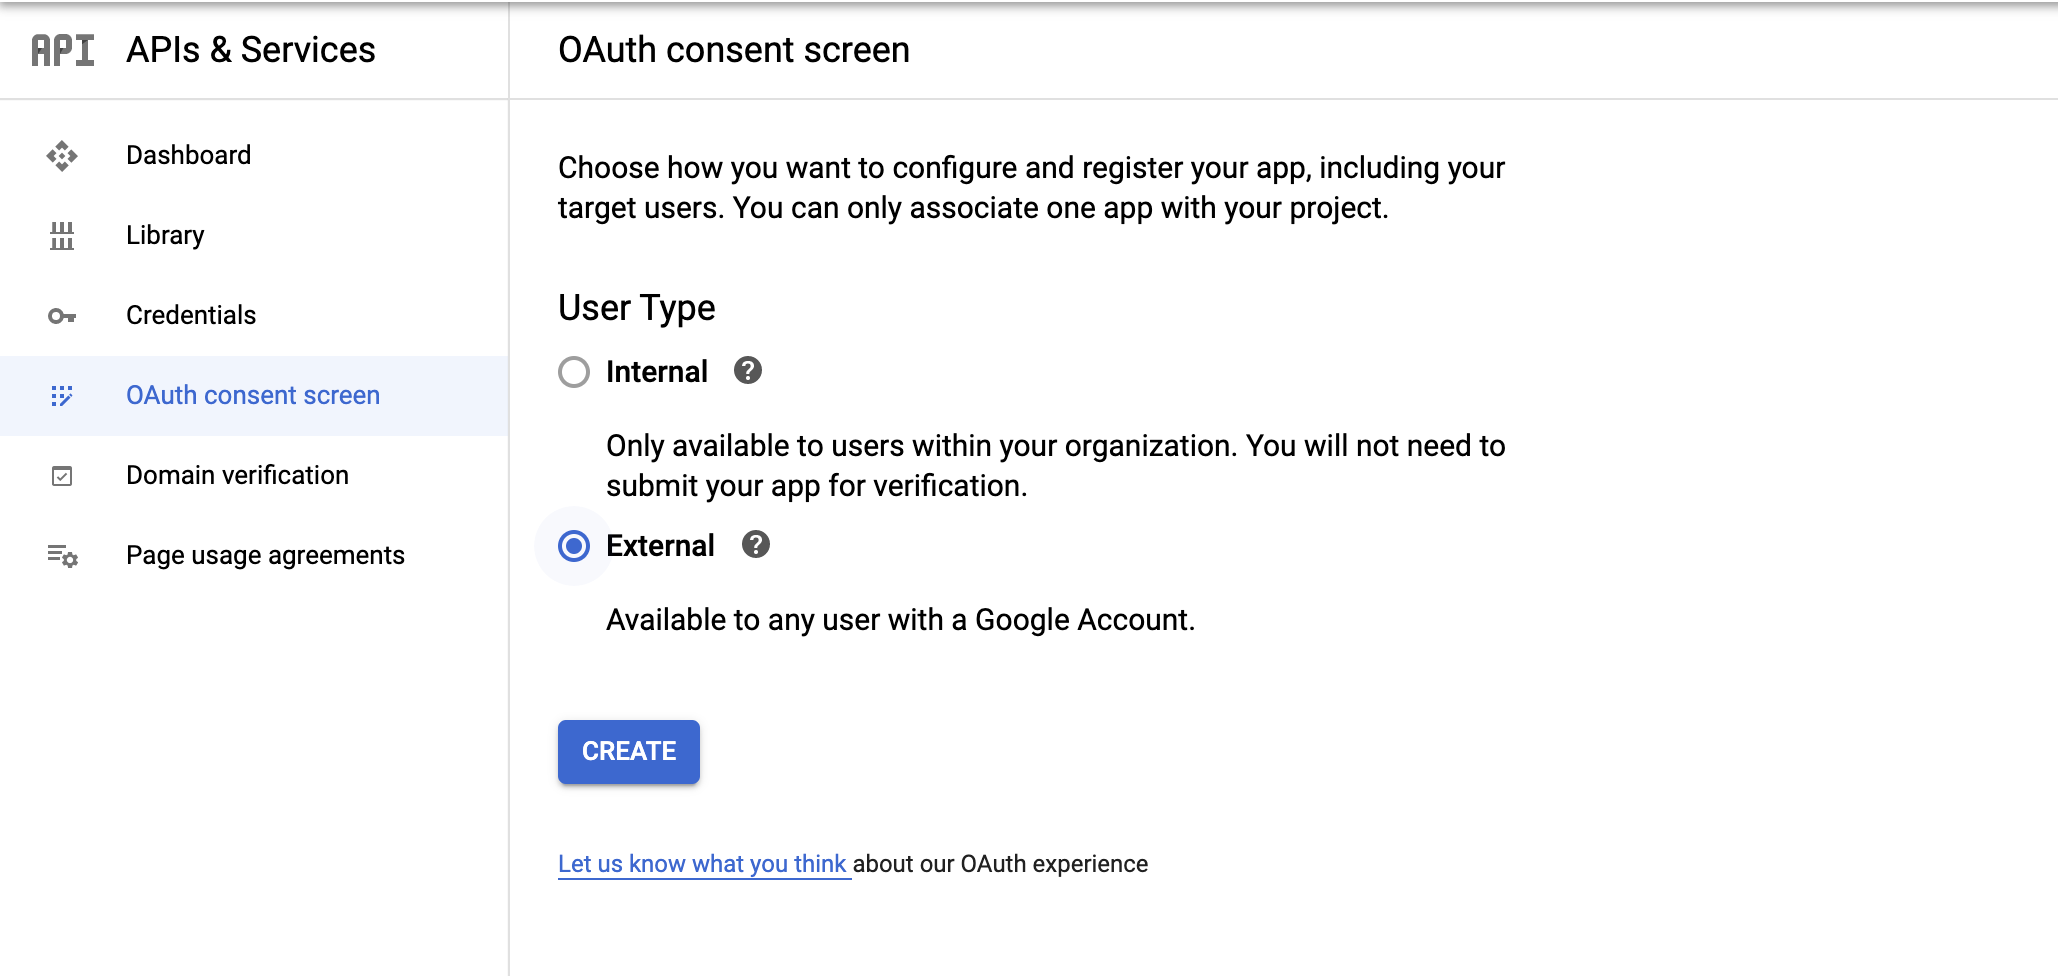 API APIs & Services
OAuth consent screen
Dashboard
Library
Credentials
OAuth consent screen
Domain verification
Page usage agreements
Choose how you want to configure and register your app, including your
target users. You can only associate one app with your project.
User Type
Internal
Only available to users within your organization. You will not need to
submit your app for verification.
External
Available to any user with a Google Account.
CREATE
Let us know what you think about our OAuth experience